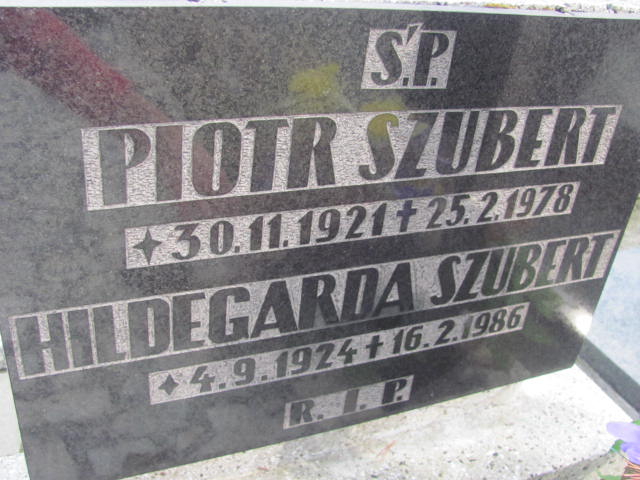 Ś.P.
PIOTR SZUBERT
✦30.11.1921 ✝ 25.2.1978
HILDEGARDA SZUBERT
✦4.9.1924 ✝ 16.2.1986
R. I. P.